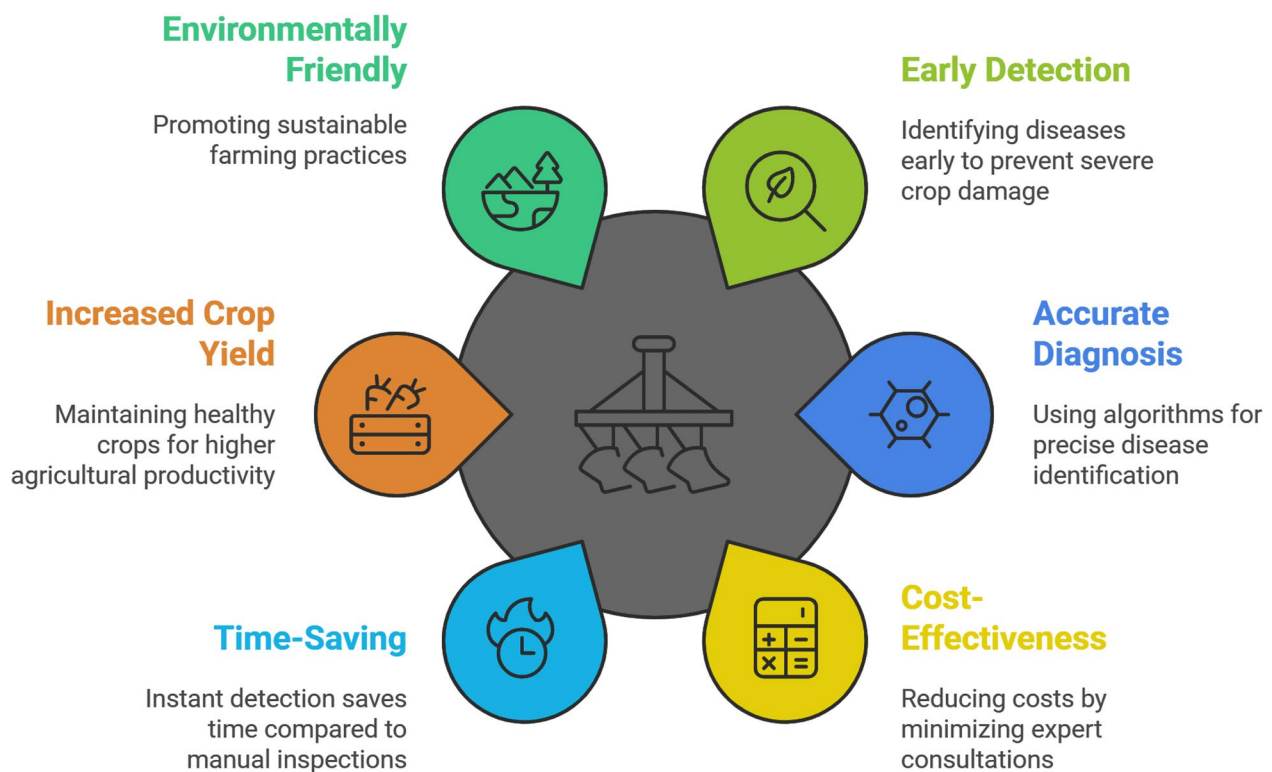 Environmentally
Friendly
Promoting sustainable
farming practices
Early Detection
Identifying diseases
early to prevent severe
crop damage
Increased Crop
Yield
Maintaining healthy
crops for higher
agricultural productivity
Accurate
Diagnosis
Using algorithms for
precise disease
identification
Time-Saving
Instant detection saves
time compared to
manual inspections
Cost-
Effectiveness
Reducing costs by
minimizing expert
consultations